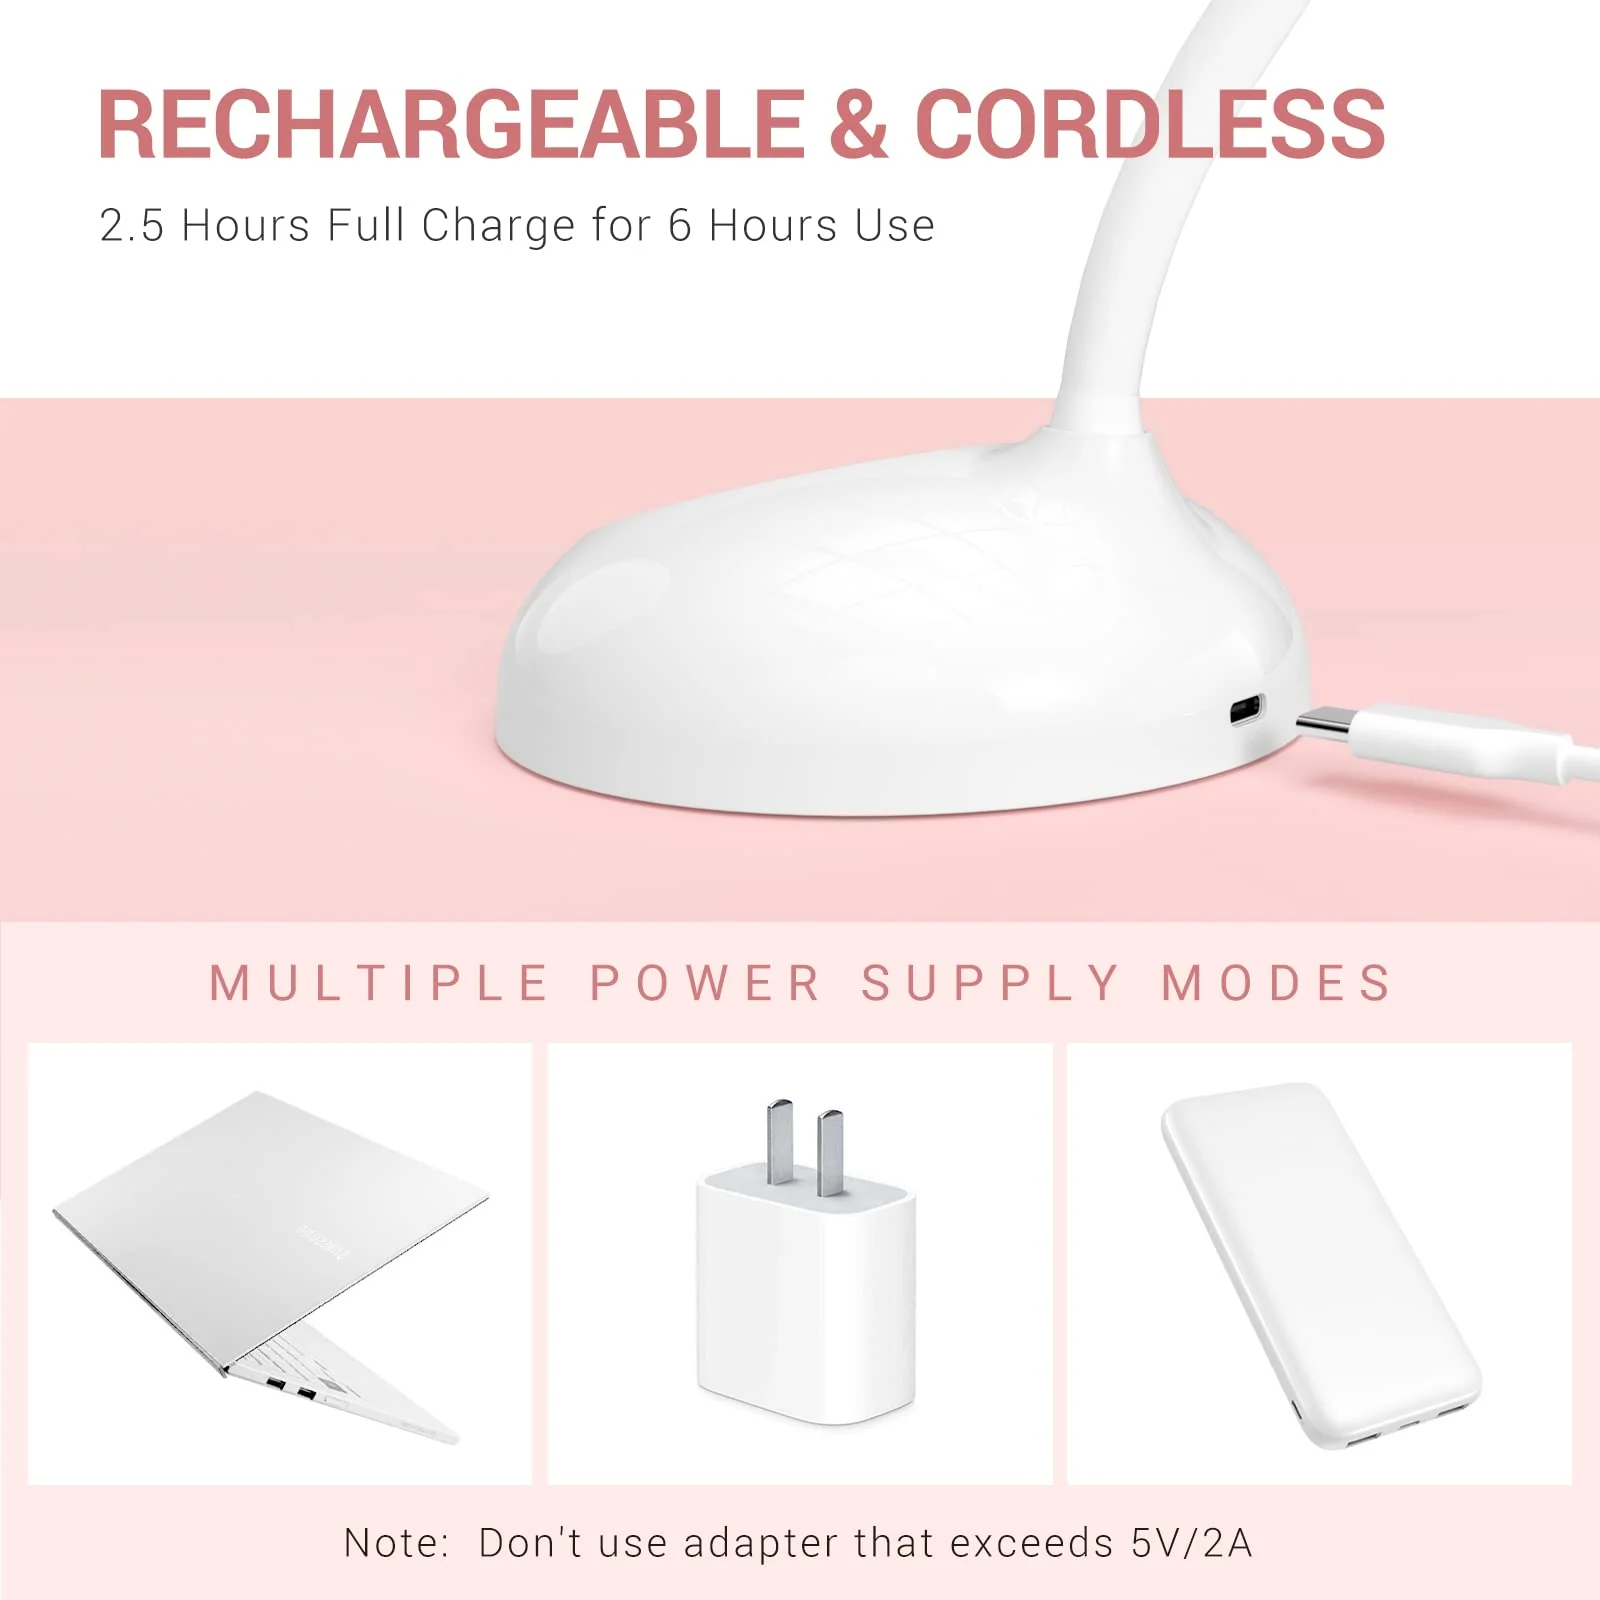 RECHARGEABLE & CORDLESS
2.5 Hours Full Charge for 6 Hours Use
MULTIPLE POWER SUPPLY MODES
Note: Don't use adapter that exceeds 5V/2A